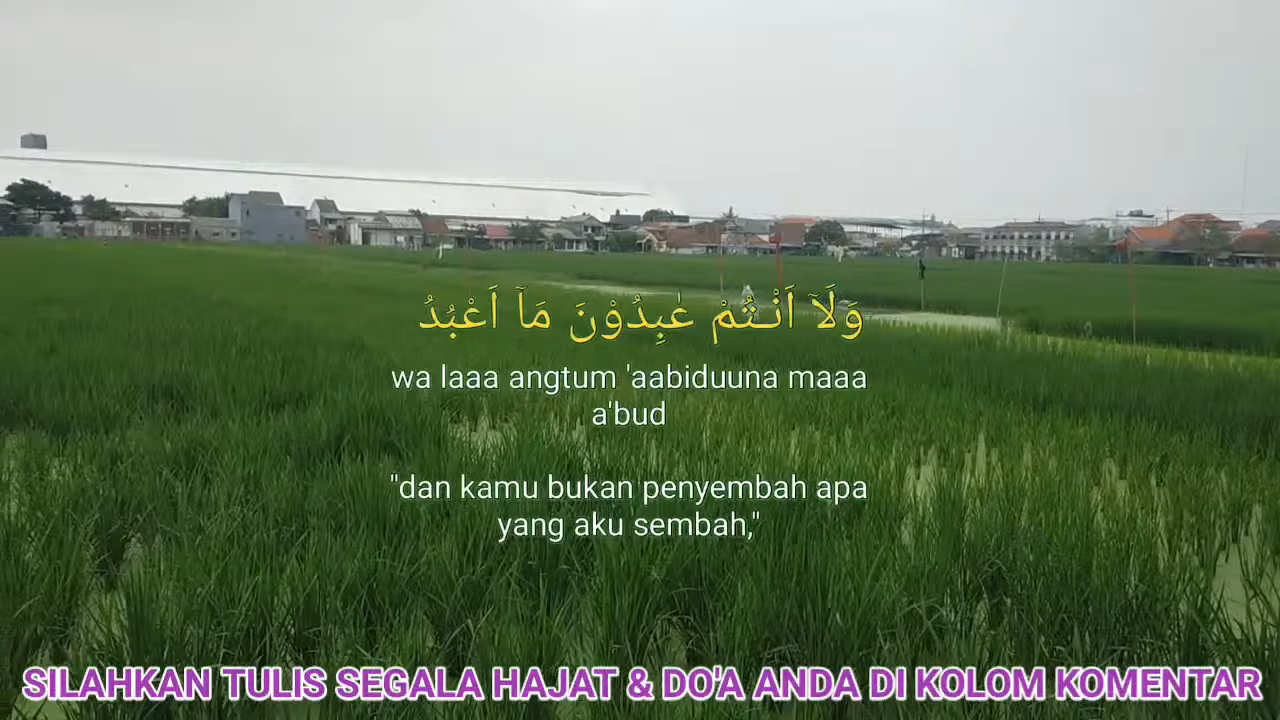 وَلَآ اَنْـتُمْ عٰبِدُوْنَ مَآ اَعْبُدُ
wa laaa angtum 'aabiduuna maaa
a'bud
"dan kamu bukan penyembah apa
yang aku sembah,"
SILAHKAN TULIS SEGALA HAJAT & DO'A ANDA DI KOLOM KOMENTAR